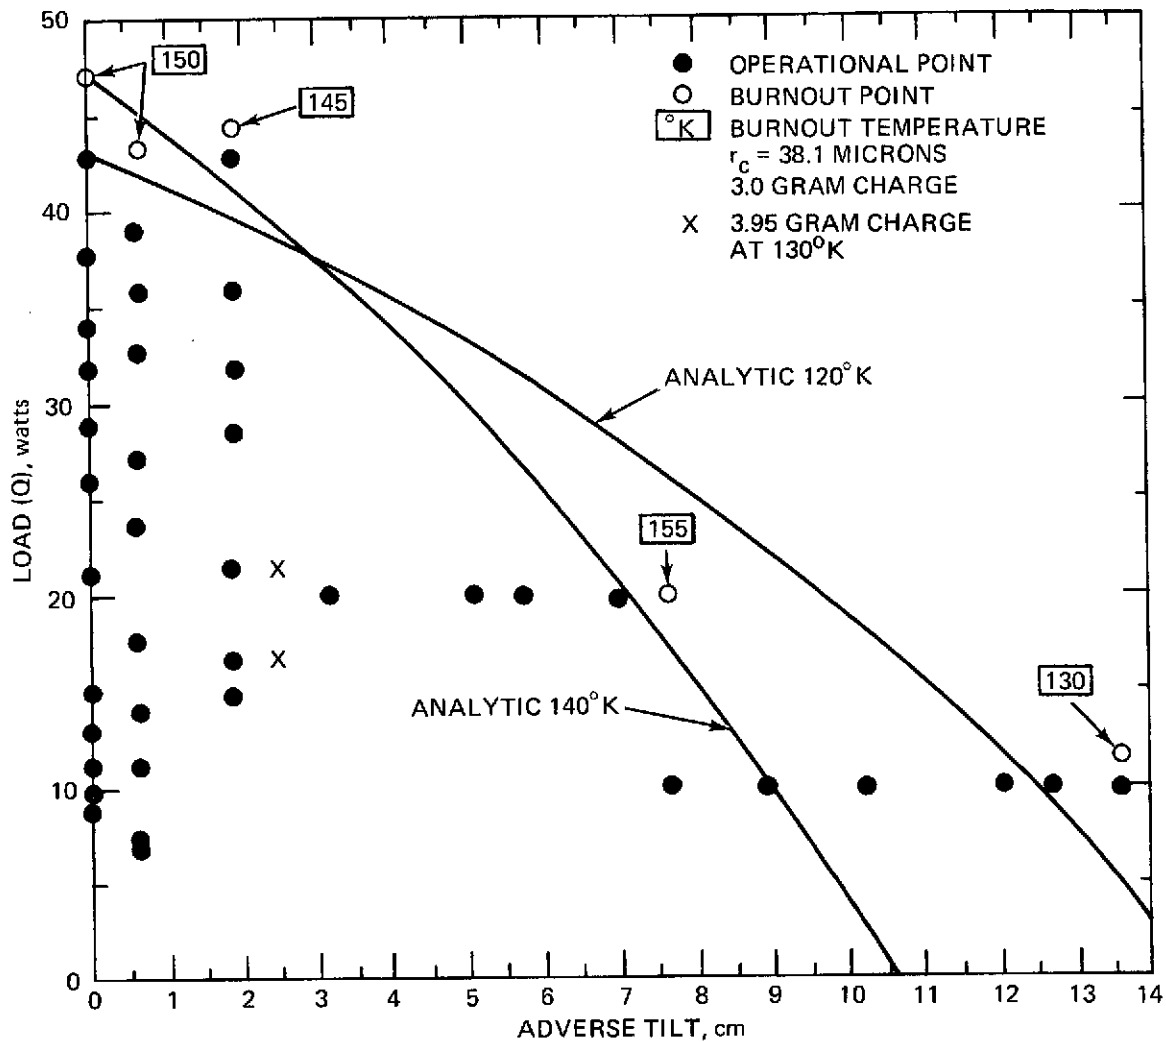 50
40
30
20
10
0
LOAD (Q), watts
150
145
● OPERATIONAL POINT
○ BURNOUT POINT
°K BURNOUT TEMPERATURE
r_c = 38.1 MICRONS
3.0 GRAM CHARGE
X 3.95 GRAM CHARGE
AT 130°K
ANALYTIC 120°K
155
X
X
130
ANALYTIC 140°K
0 1 2 3 4 5 6 7 8 9 10 11 12 13 14
ADVERSE TILT, cm